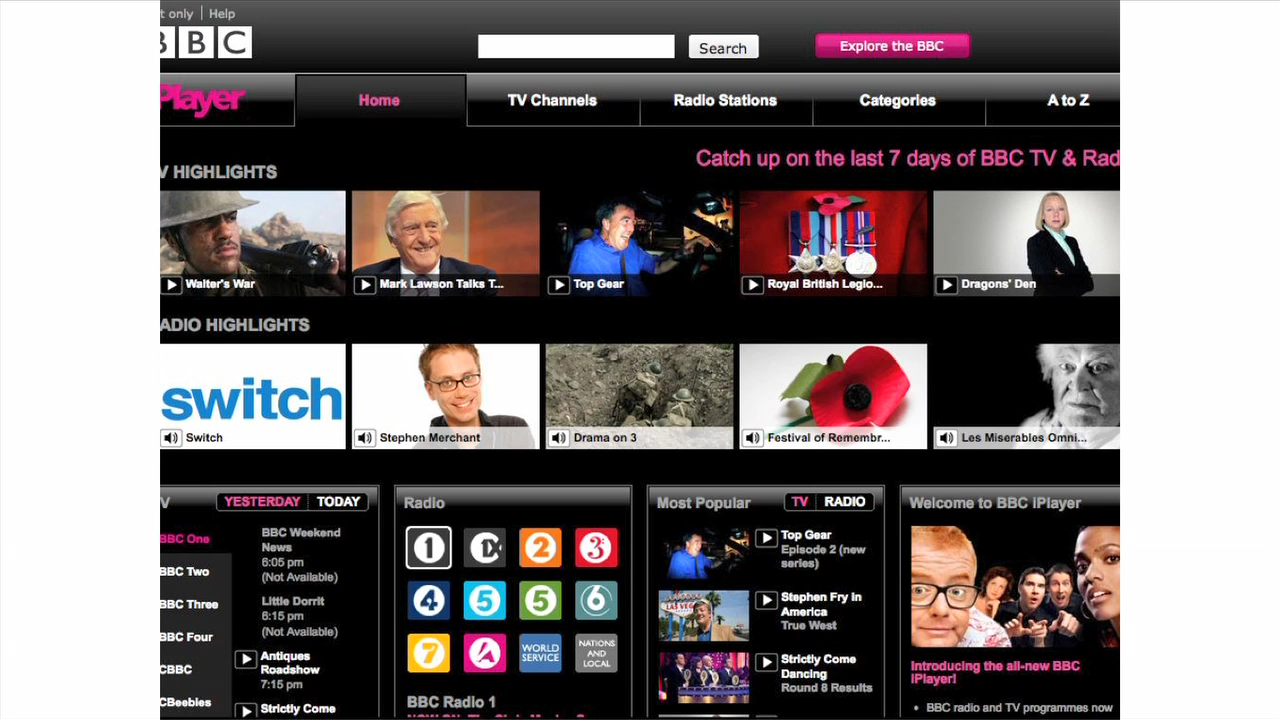 t only | Help
BBC
Search
Explore the BBC
iPlayer
Home
TV Channels
Radio Stations
Categories
A to Z
Catch up on the last 7 days of BBC TV & Rad
V HIGHLIGHTS
Walter's War
Mark Lawson Talks T...
Top Gear
Royal British Legio...
Dragons' Den
ADIO HIGHLIGHTS
switch
Switch
Stephen Merchant
Drama on 3
Festival of Remembr...
Les Miserables Omni...
V
YESTERDAY
TODAY
BBC One
BBC Two
BBC Three
BBC Four
CBBC
CBeebies
BBC Weekend
News
6:05 pm
(Not Available)
Little Dorrit
6:15 pm
(Not Available)
Antiques
Roadshow
7:15 pm
Strictly Come
Radio
1
1X
2
3
4
5
5
6
7
A
WORLD
SERVICE
NATIONS
AND
LOCAL
BBC Radio 1
Most Popular
TV
RADIO
Top Gear
Episode 2 (new
series)
LAS VEGAS
Stephen Fry in
America
True West
Strictly Come
Dancing
Round 8 Results
Welcome to BBC iPlayer
Introducing the all-new BBC
iPlayer!
BBC radio and TV programmes now